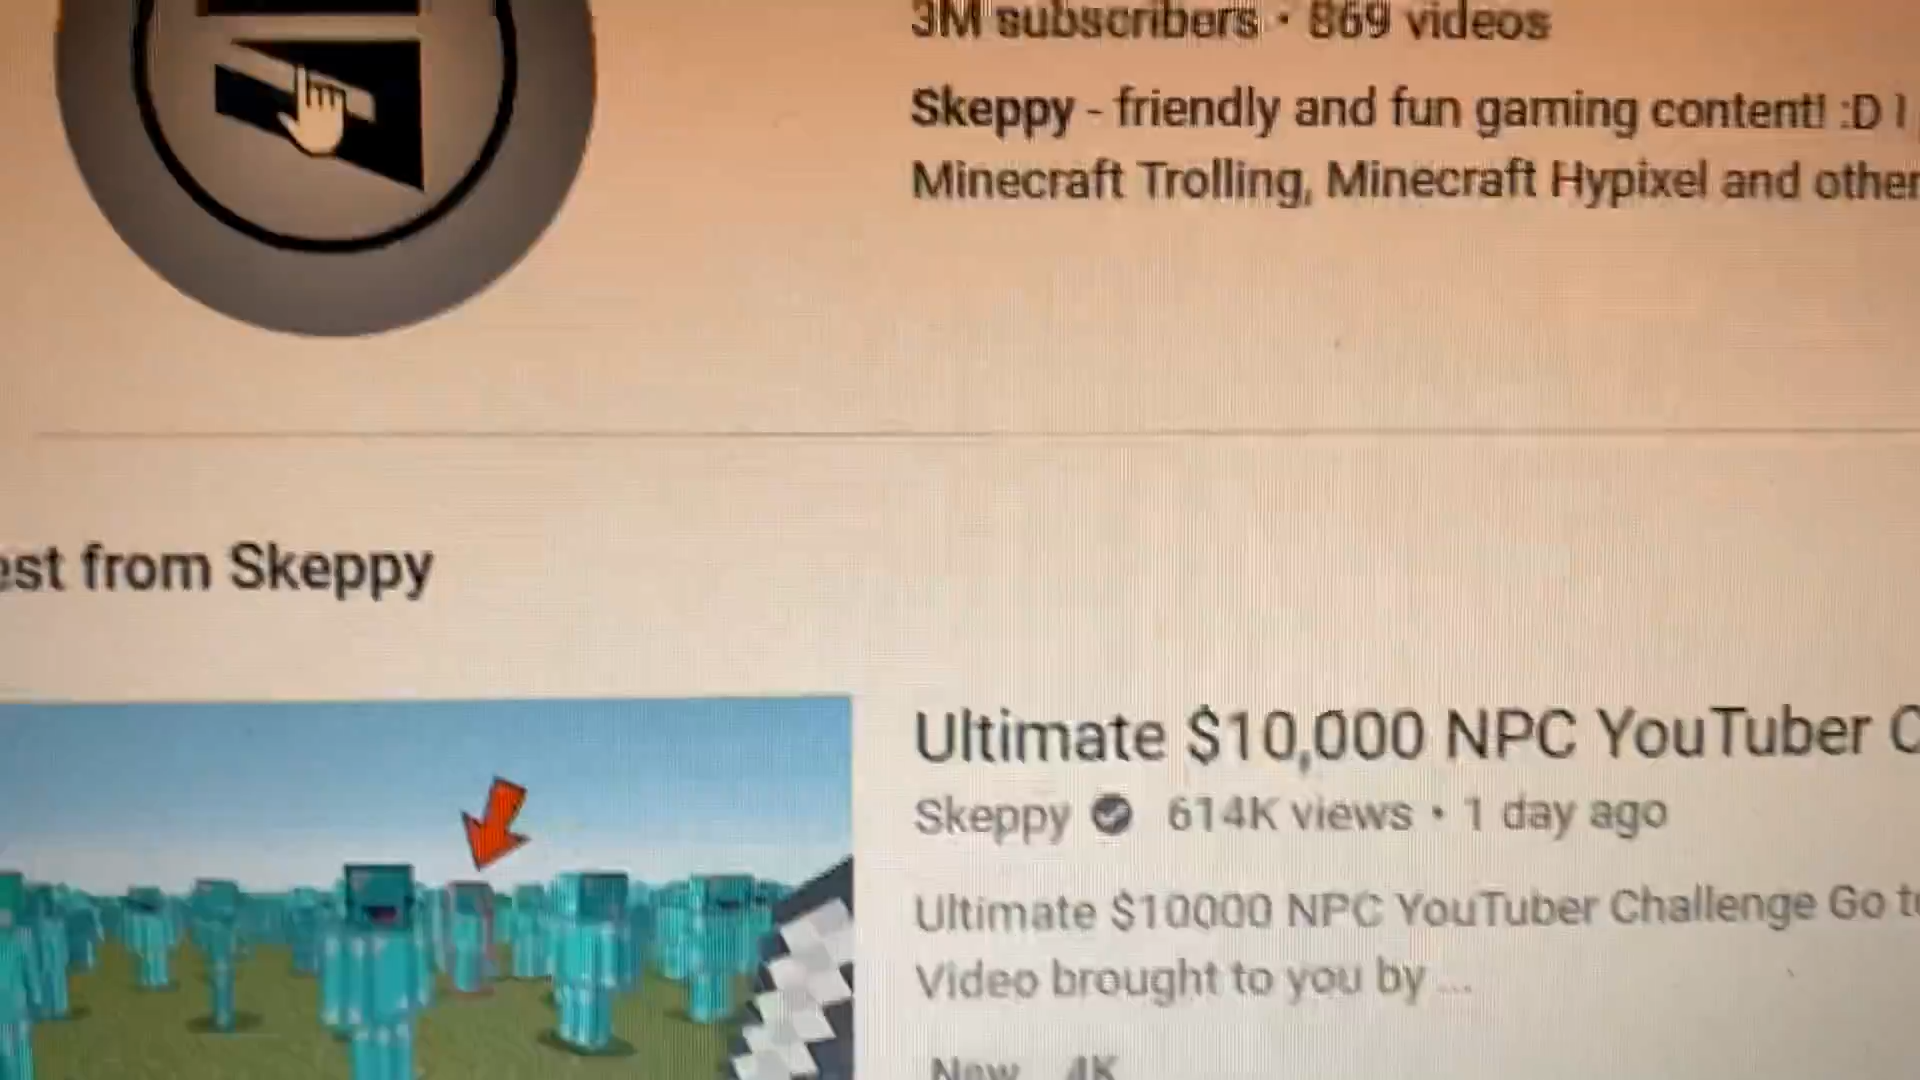 3M subscribers • 869 videos
Skeppy - friendly and fun gaming content! :D I
Minecraft Trolling, Minecraft Hypixel and other
est from Skeppy
Ultimate $10,000 NPC YouTuber C
Skeppy 614K views • 1 day ago
Ultimate $10000 NPC YouTuber Challenge Go to
Video brought to you by ...
New 4K